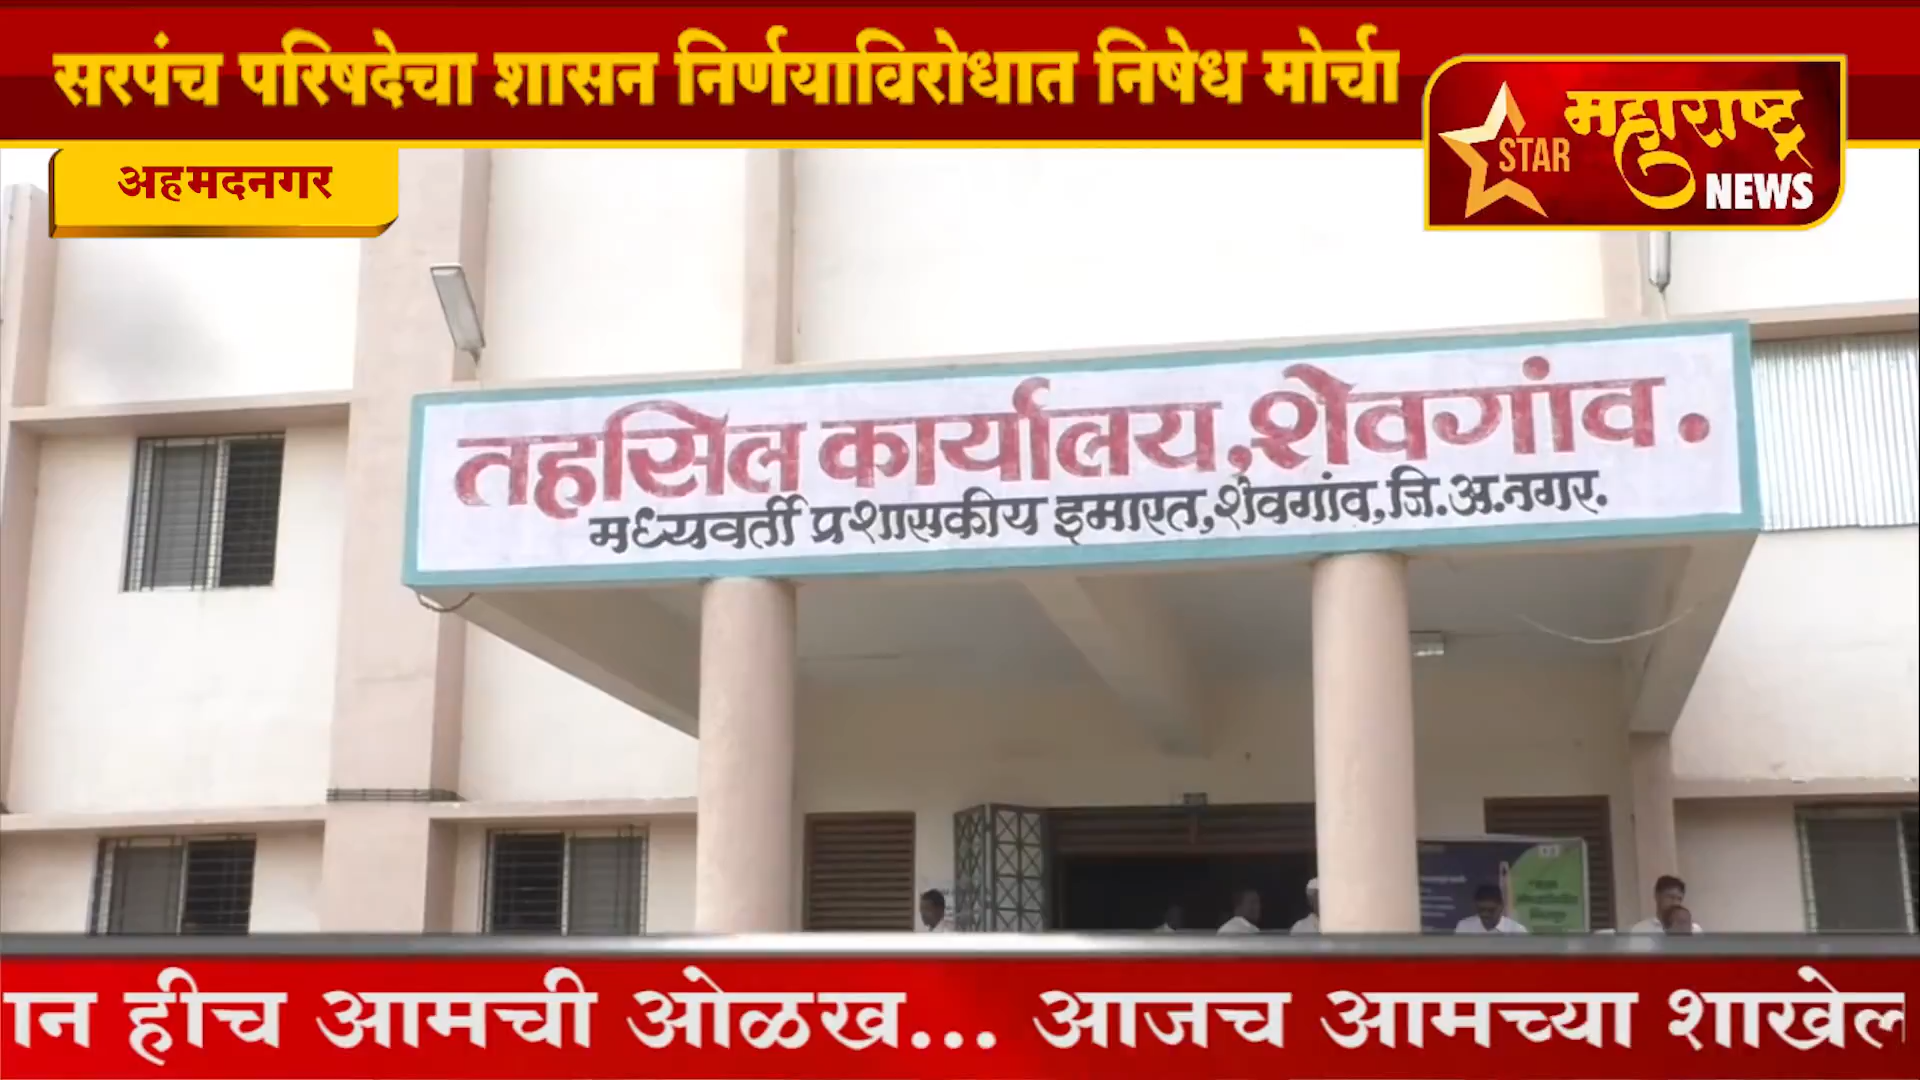 सरपंच परिषदेचा शासन निर्णयाविरोधात निषेध मोर्चा
STAR महाराष्ट्र NEWS
अहमदनगर
तहसिल कार्यालय, शेवगांव.
मध्यवर्ती प्रशासकीय इमारत, शेवगांव, जि.अ.नगर.
ान हीच आमची ओळख... आजच आमच्या शाखेल